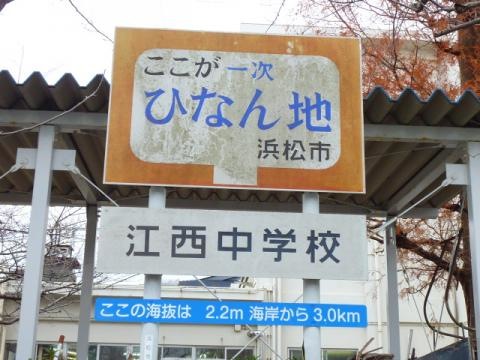 ここが一次
ひなん地
浜松市
江西中学校
ここの海抜は 2.2m 海岸から3.0km